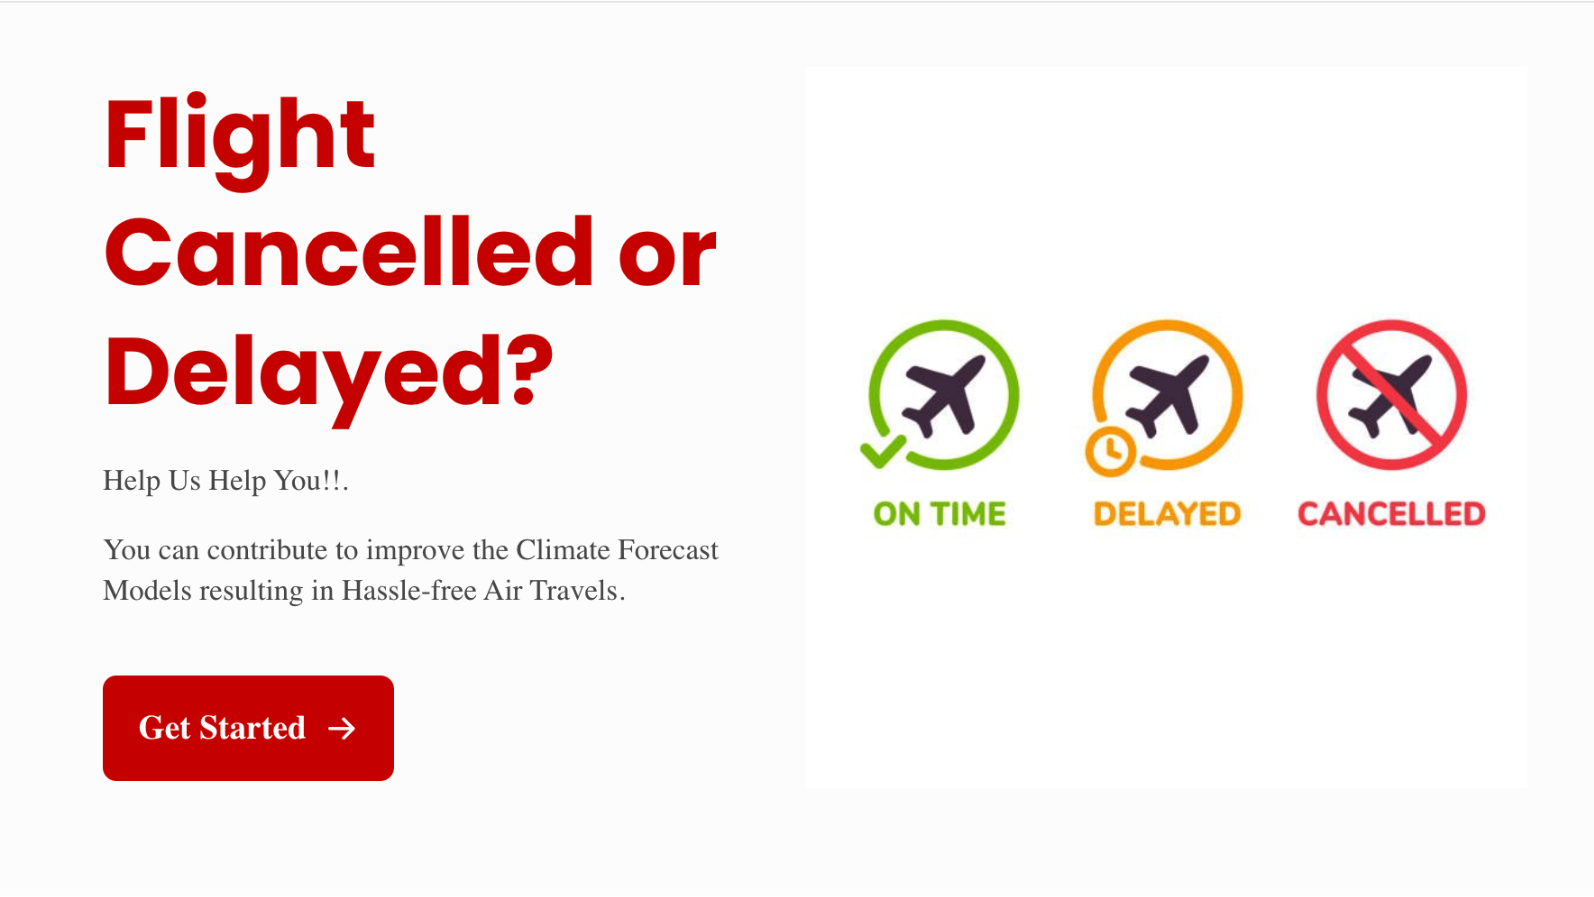 Flight
Cancelled or
Delayed?
Help Us Help You!!.
You can contribute to improve the Climate Forecast
Models resulting in Hassle-free Air Travels.
Get Started
ON TIME
DELAYED
CANCELLED